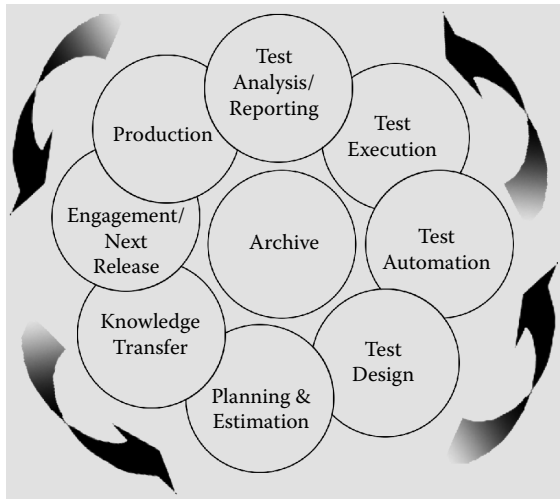 Test
Analysis/
Reporting
Test
Execution
Production
Engagement/
Next
Release
Archive
Test
Automation
Knowledge
Transfer
Test
Design
Planning &
Estimation